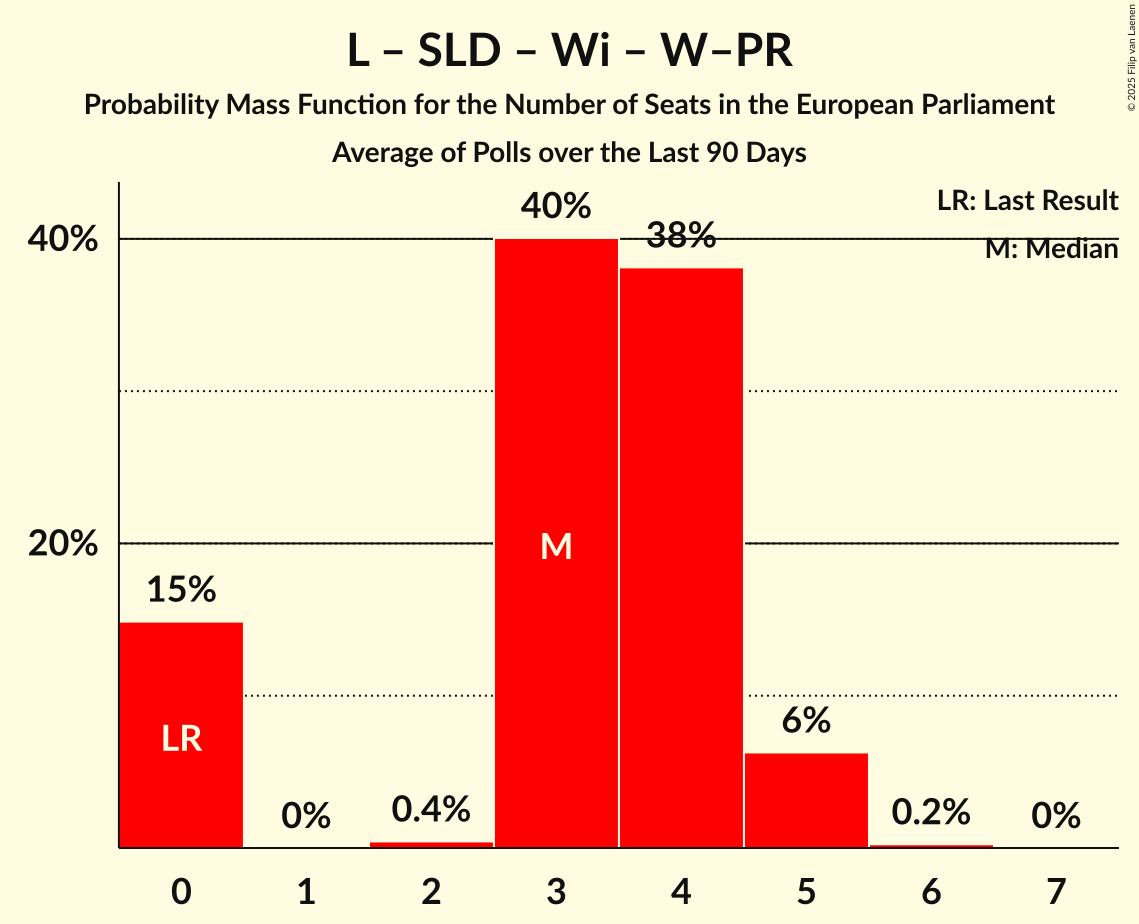 L – SLD – Wi – W–PR
Probability Mass Function for the Number of Seats in the European Parliament
Average of Polls over the Last 90 Days
© 2025 Filip van Laenen
LR: Last Result
M: Median
40%
20%
15%
0%
0.4%
40%
38%
6%
0.2%
0%
LR
M
0 1 2 3 4 5 6 7